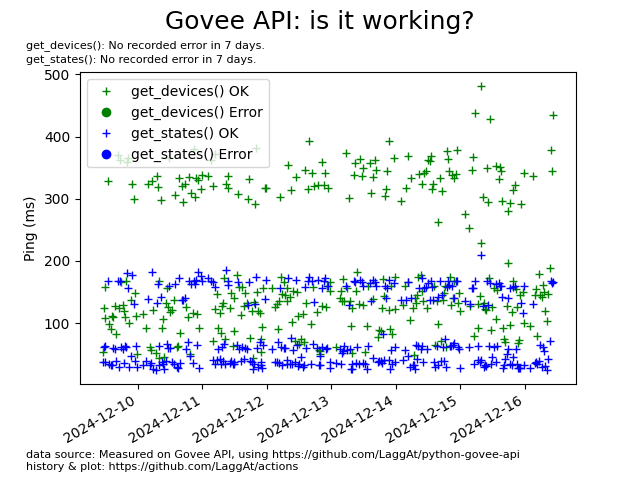 Govee API: is it working?
get_devices(): No recorded error in 7 days.
get_states(): No recorded error in 7 days.
500
400
300
200
100
Ping (ms)
get_devices() OK
get_devices() Error
get_states() OK
get_states() Error
2024-12-10
2024-12-11
2024-12-12
2024-12-13
2024-12-14
2024-12-15
2024-12-16
data source: Measured on Govee API, using https://github.com/LaggAt/python-govee-api
history & plot: https://github.com/LaggAt/actions